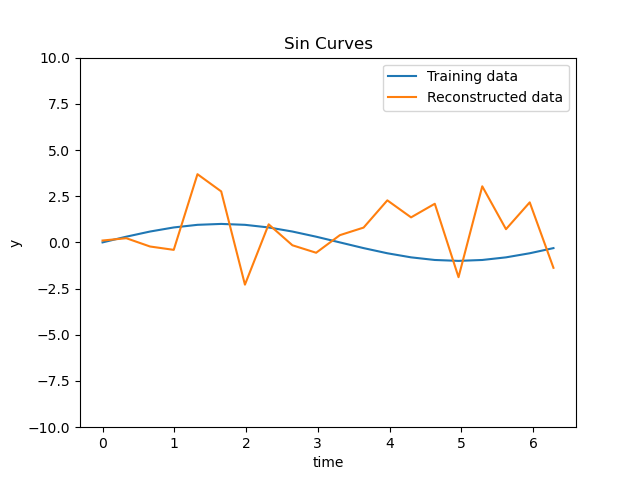 Sin Curves
Training data
Reconstructed data
10.0
7.5
5.0
2.5
0.0
−2.5
−5.0
−7.5
−10.0
y
0 1 2 3 4 5 6
time